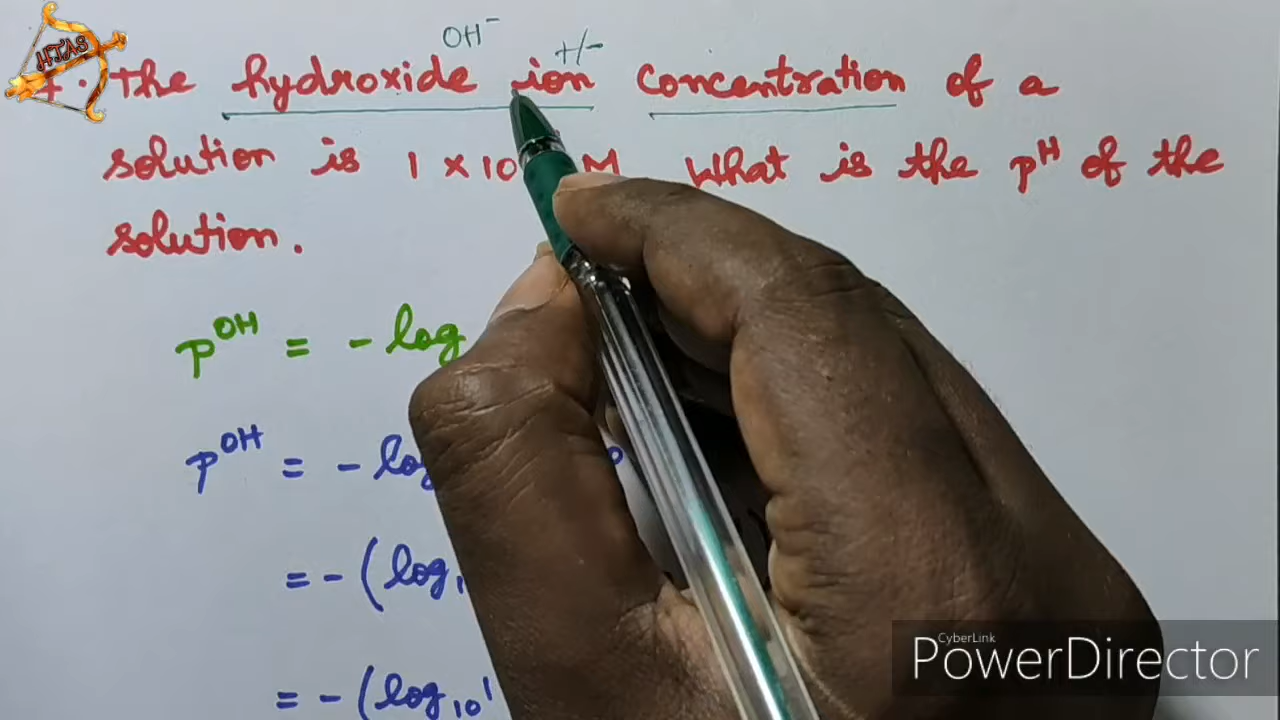 HTAS
OH⁻
+/-
The hydroxide ion concentration of a
solution is 1 × 10 M What is the pH of the
solution.
pOH = - log
pOH = - log
= - (log
= - (log₁₀ 1
CyberLink
PowerDirector